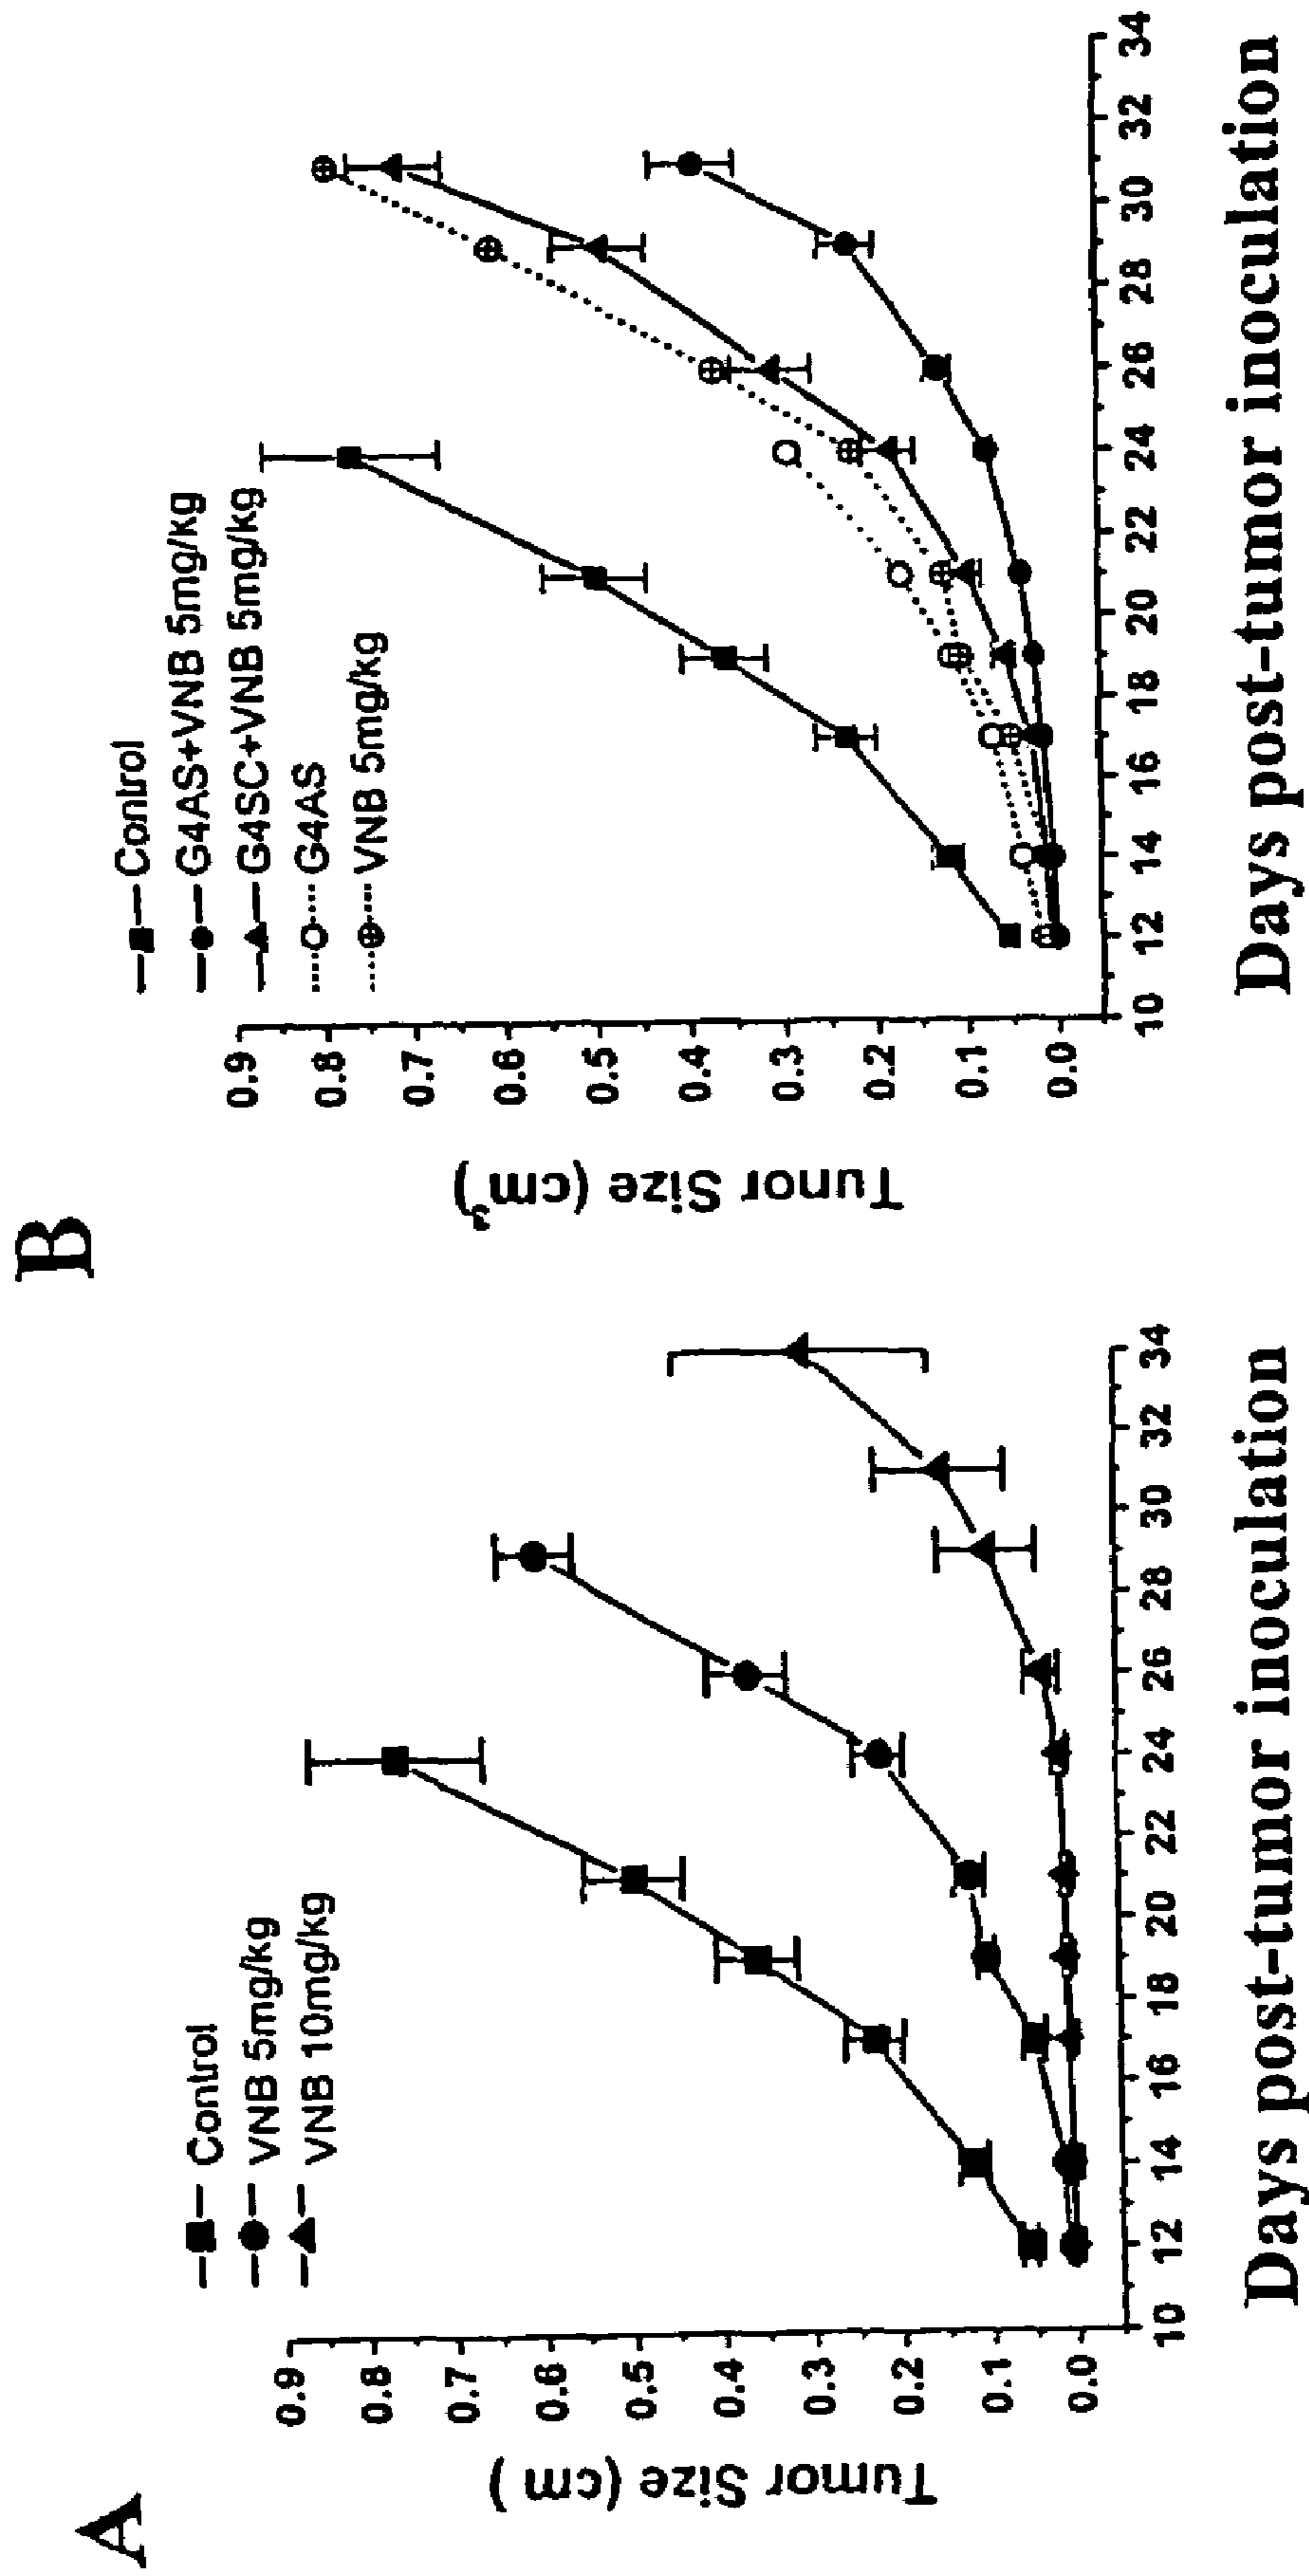 A
Control
VNB 5mg/kg
VNB 10mg/kg
Tumor Size (cm )
0.9
0.8
0.7
0.6
0.5
0.4
0.3
0.2
0.1
0.0
10 12 14 16 18 20 22 24 26 28 30 32 34
Days post-tumor inoculation
B
Control
G4AS+VNB 5mg/kg
G4SC+VNB 5mg/kg
G4AS
VNB 5mg/kg
Tunor Size (cm³)
0.9
0.8
0.7
0.6
0.5
0.4
0.3
0.2
0.1
0.0
10 12 14 16 18 20 22 24 26 28 30 32 34
Days post-tumor inoculation